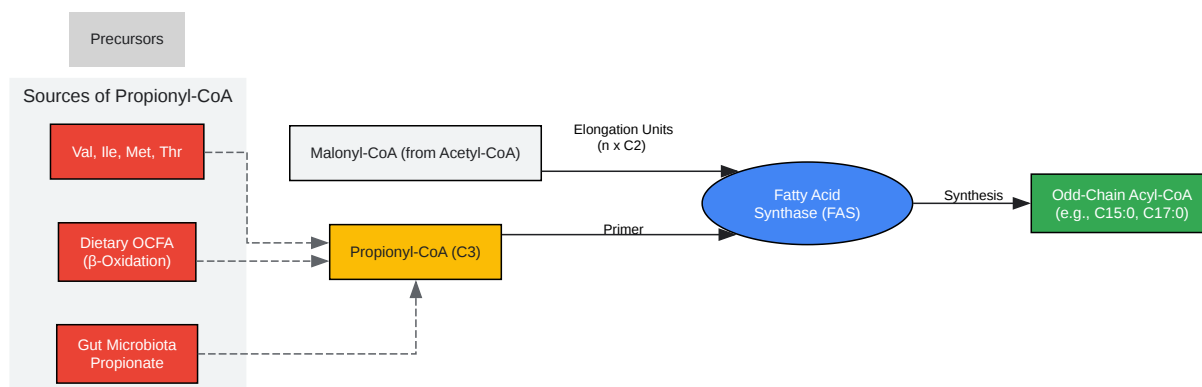 Precursors
Sources of Propionyl-CoA
Val, Ile, Met, Thr
Dietary OCFA
(β-Oxidation)
Gut Microbiota
Propionate
Malonyl-CoA (from Acetyl-CoA)
Propionyl-CoA (C3)
Elongation Units
(n x C2)
Primer
Fatty Acid
Synthase (FAS)
Synthesis
Odd-Chain Acyl-CoA
(e.g., C15:0, C17:0)